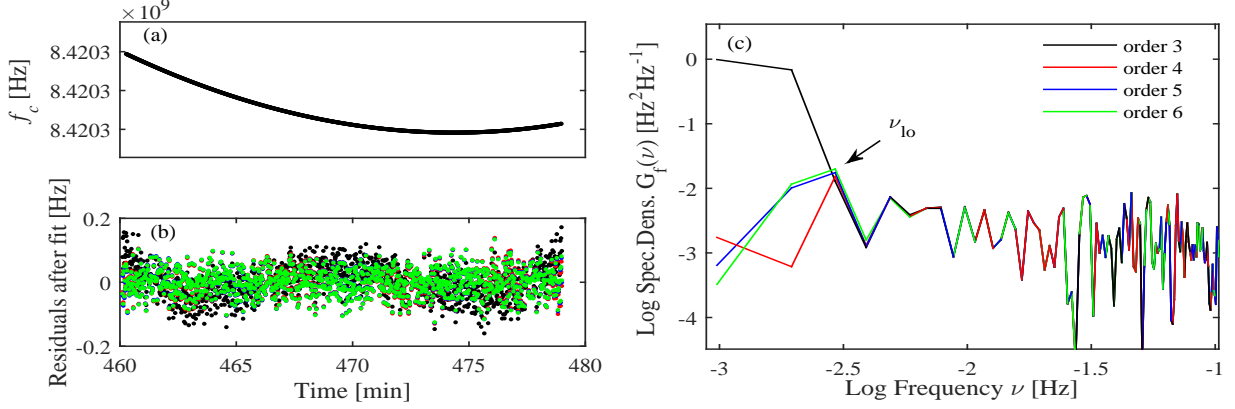 ×10⁹
(a)
8.4203
8.4203
8.4203
f_c [Hz]
(b)
0.2
0
-0.2
Residuals after fit [Hz]
460
465
470
475
480
Time [min]
(c)
order 3
order 4
order 5
order 6
ν_lo
0
-1
-2
-3
-4
Log Spec.Dens. G_f(ν) [Hz²Hz⁻¹]
-3
-2.5
-2
-1.5
-1
Log Frequency ν [Hz]